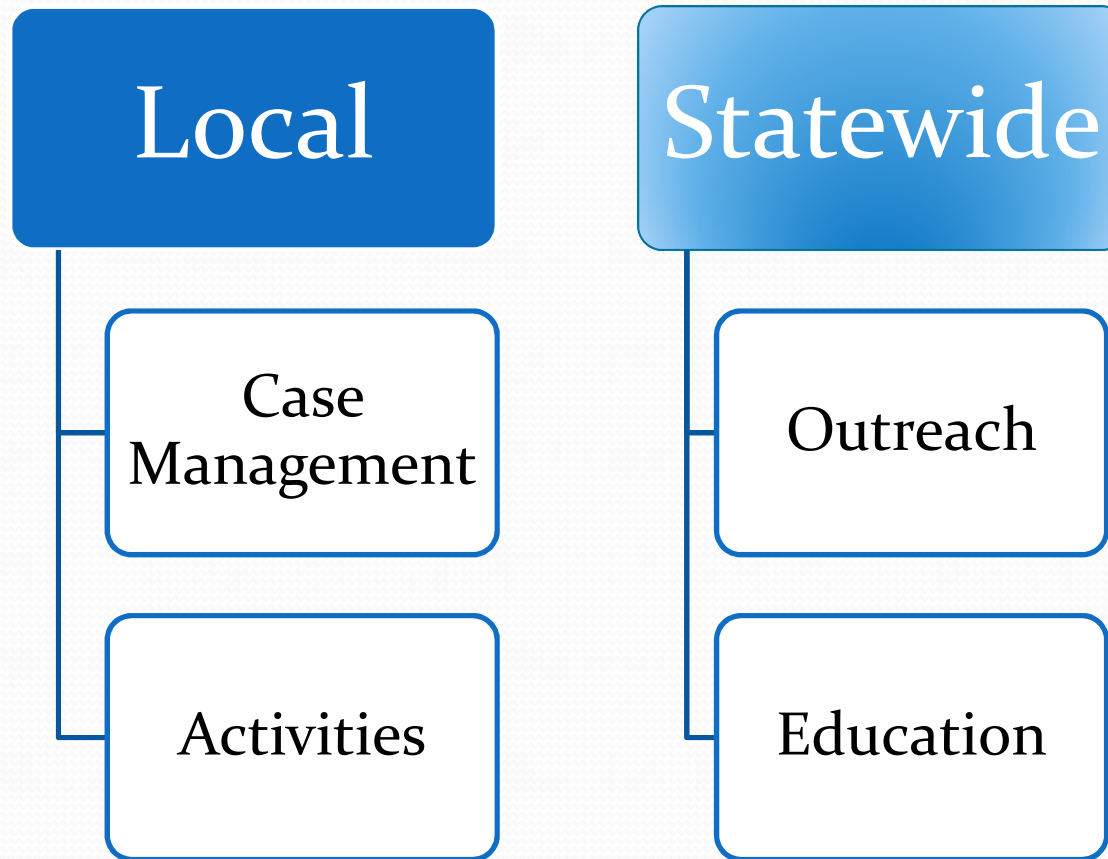 Local
Case
Management
Activities
Statewide
Outreach
Education